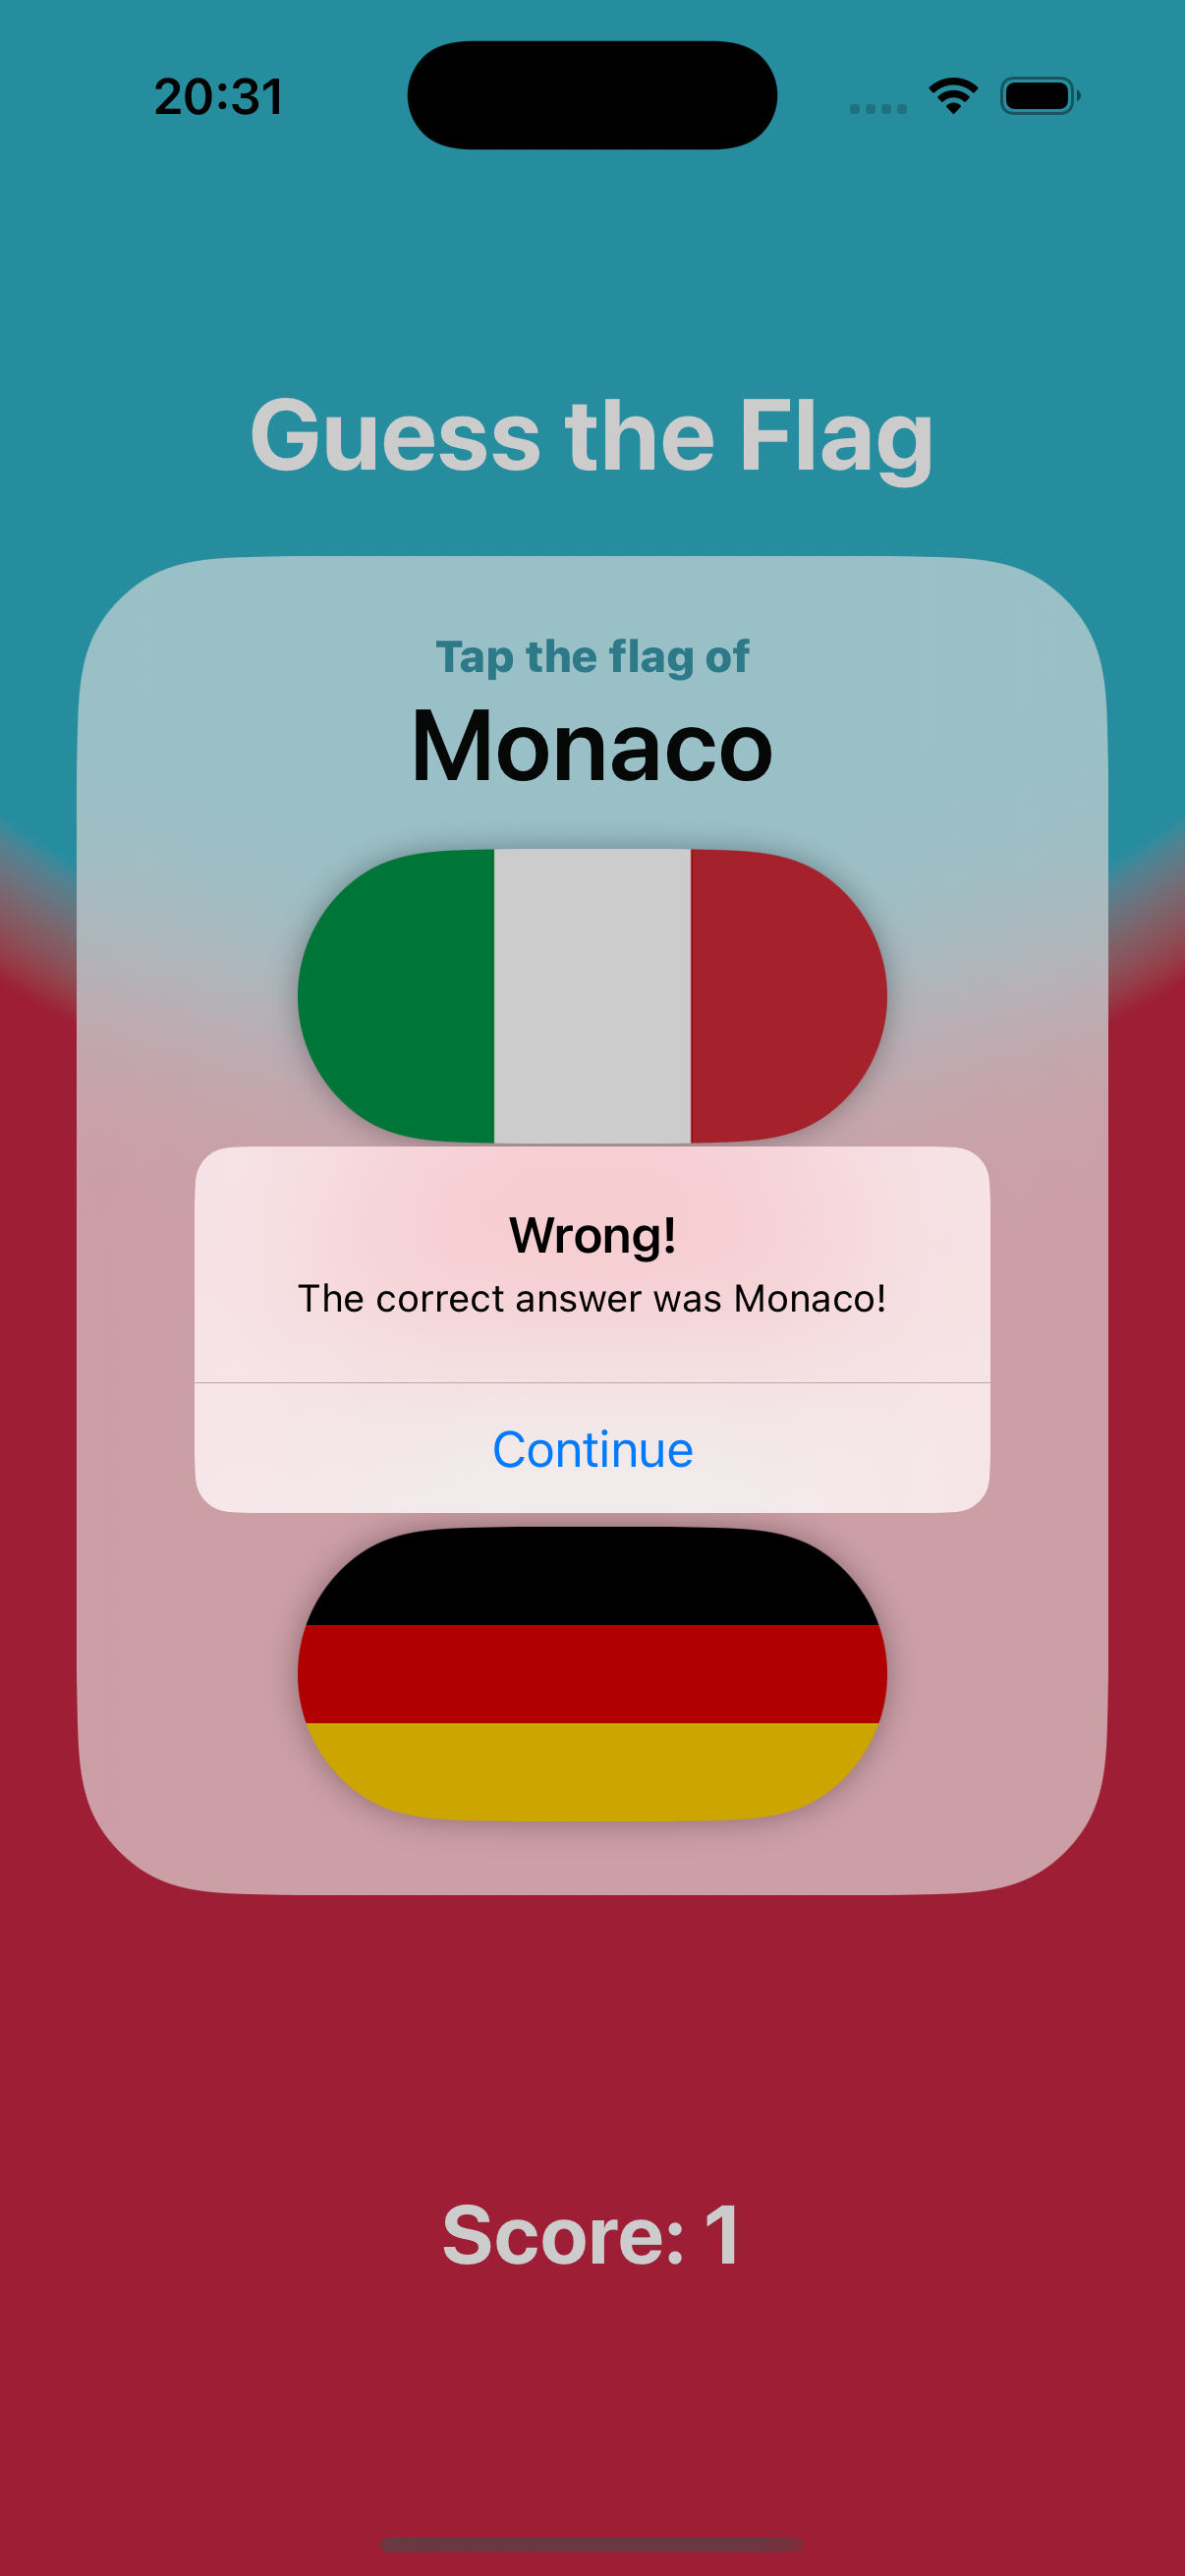 20:31
Guess the Flag
Tap the flag of
Monaco
Wrong!
The correct answer was Monaco!
Continue
Score: 1